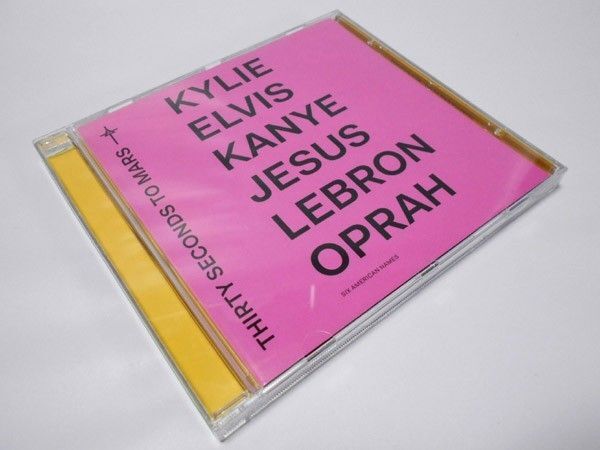 KYLIE
ELVIS
KANYE
JESUS
LEBRON
OPRAH
SIX AMERICAN NAMES
THIRTY SECONDS TO MARS